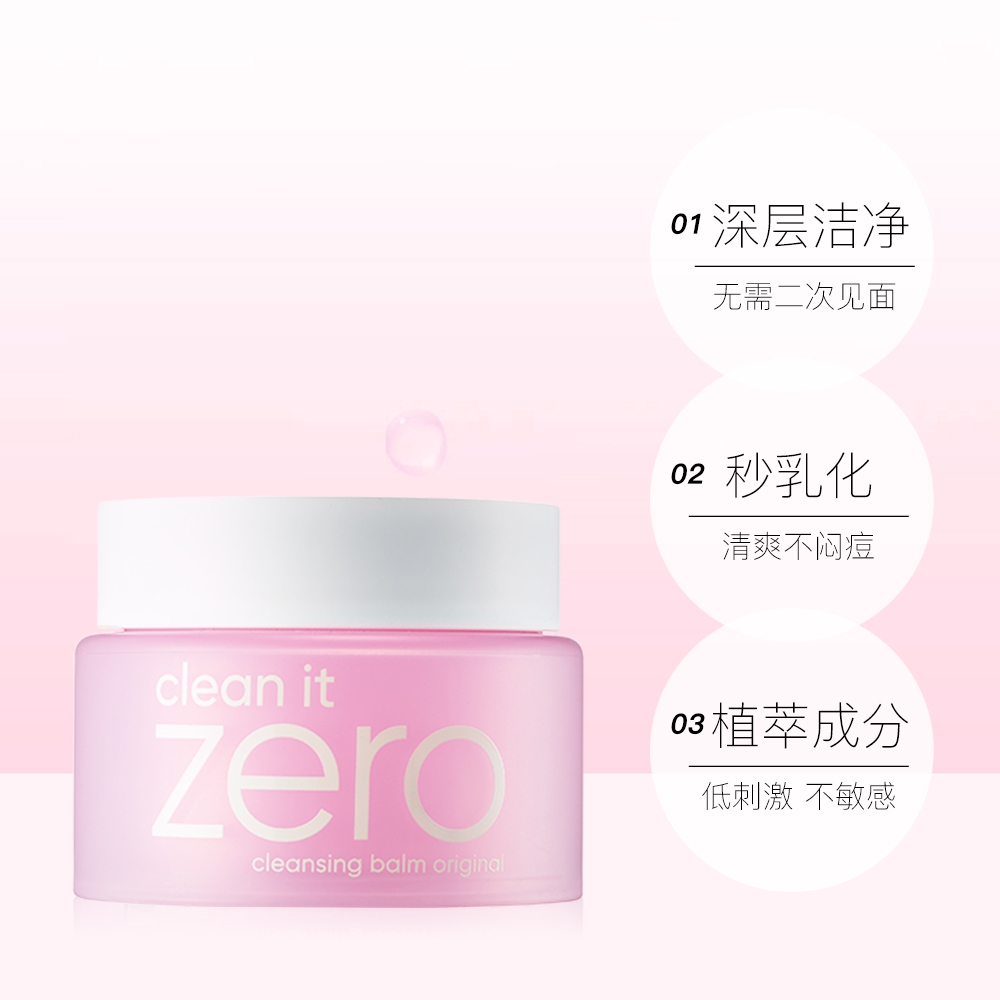 01 深层洁净
无需二次见面
02 秒乳化
清爽不闷痘
03 植萃成分
低刺激 不敏感
clean it
zero
cleansing balm original